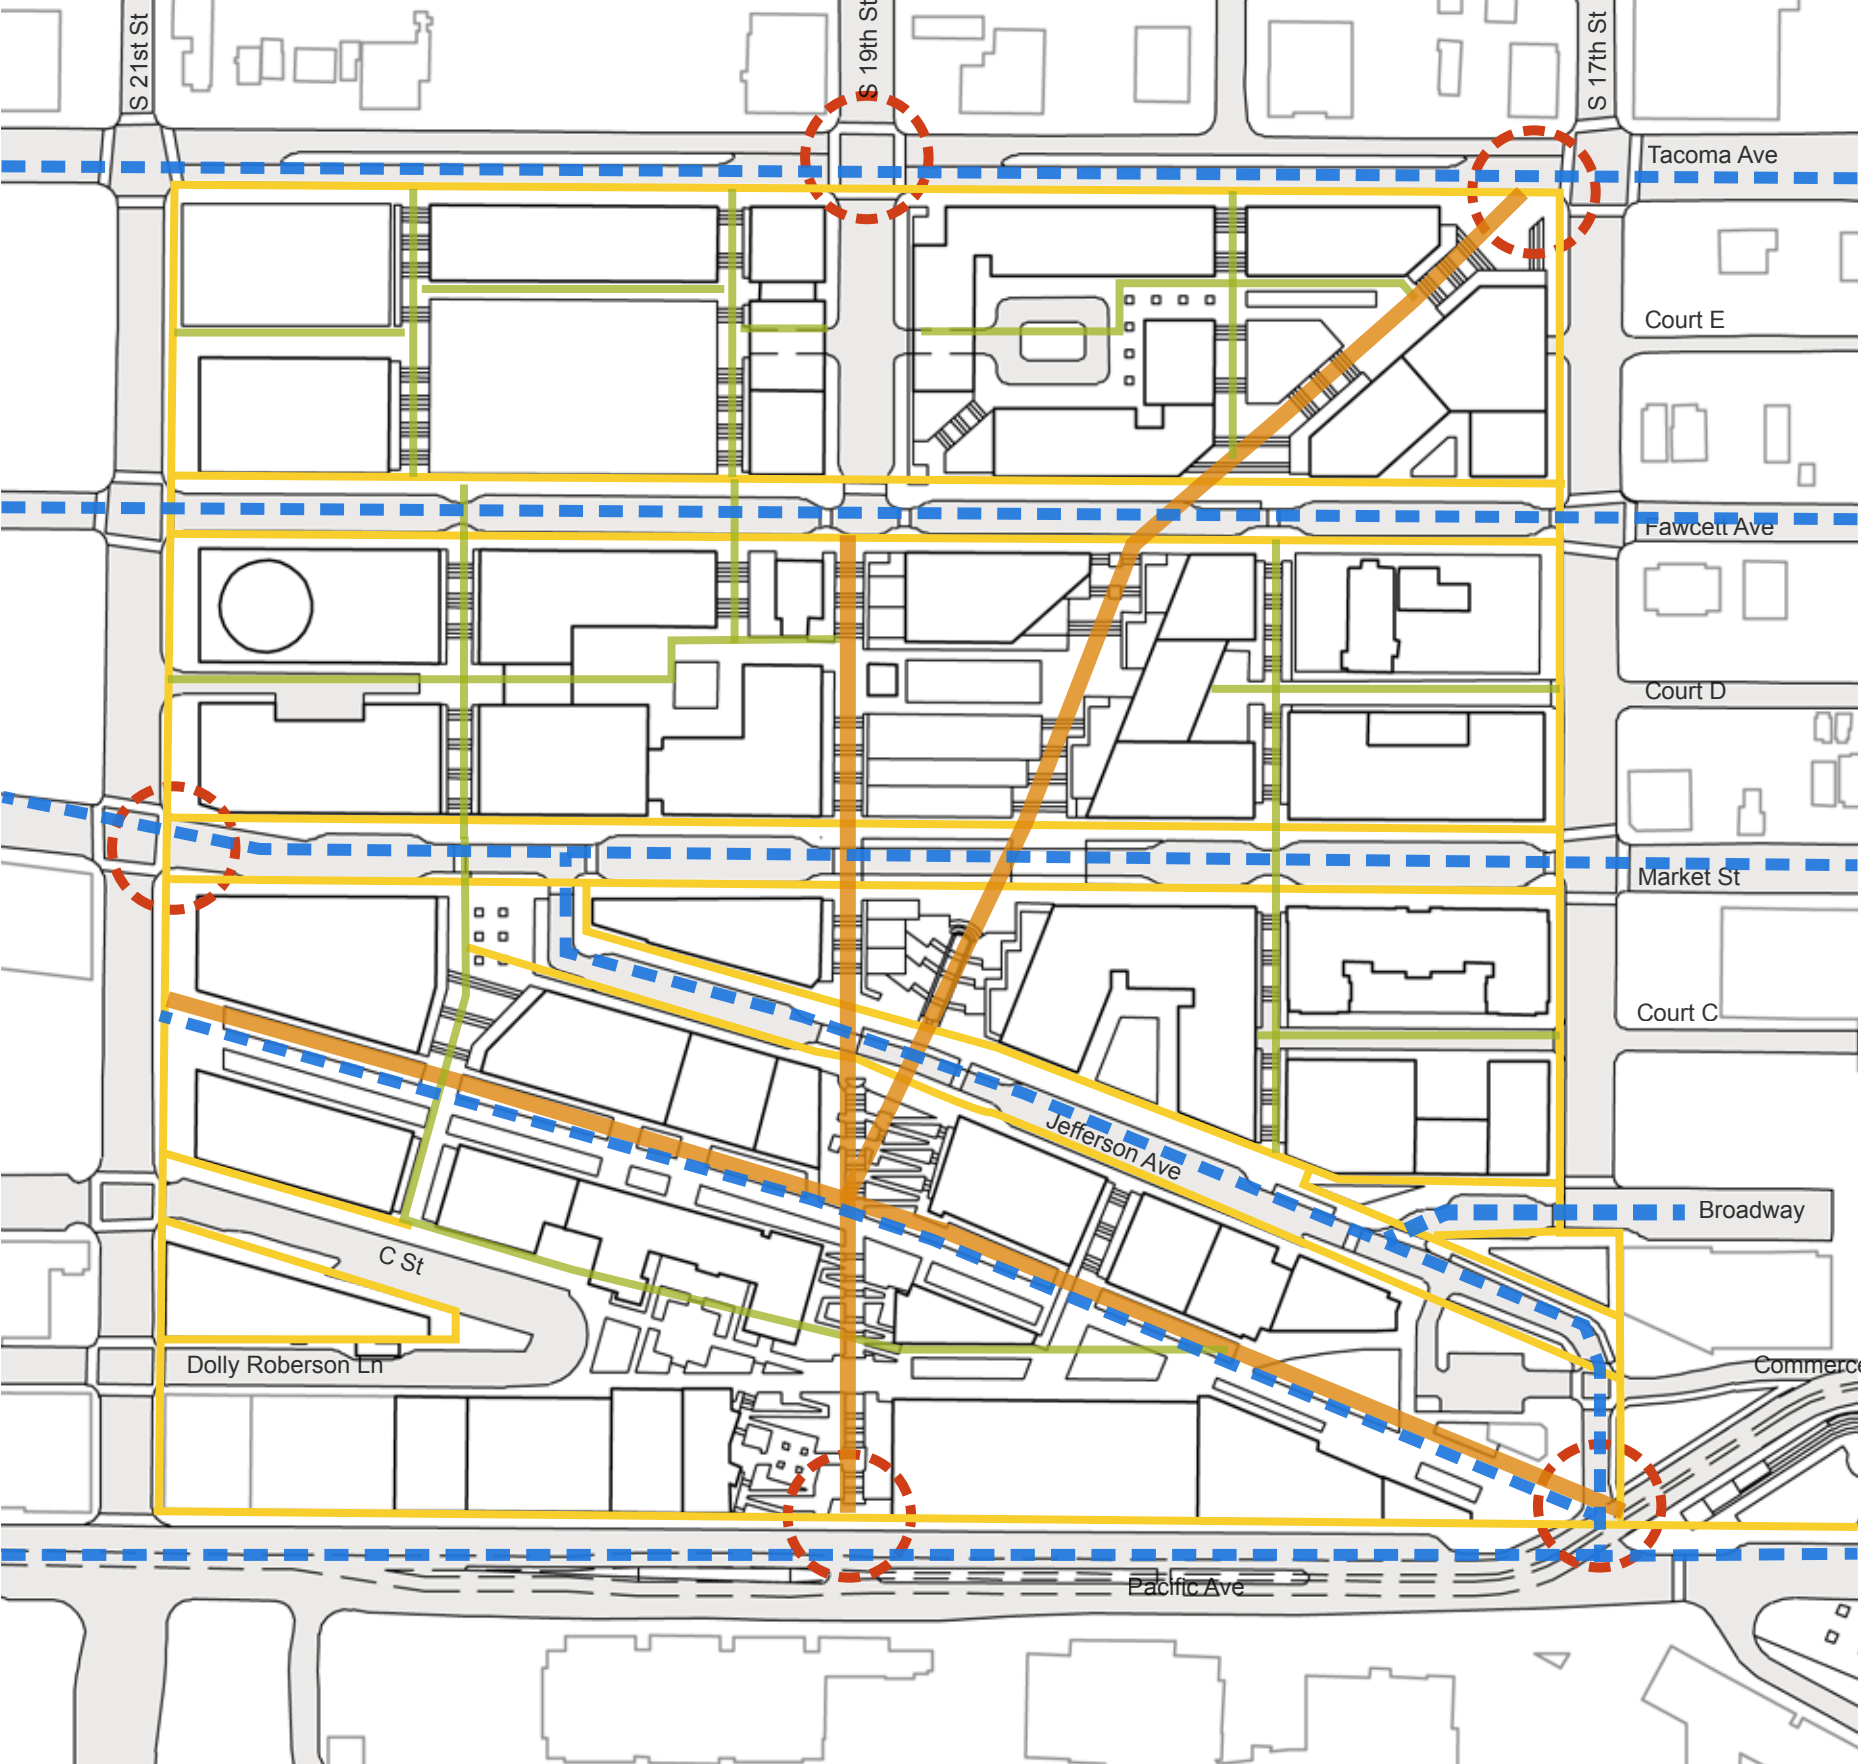 S 21st St
S 19th St
S 17th St
Tacoma Ave
Court E
Fawcett Ave
Court D
Market St
Court C
Jefferson Ave
Broadway
C St
Dolly Roberson Ln
Commerce
Pacific Ave